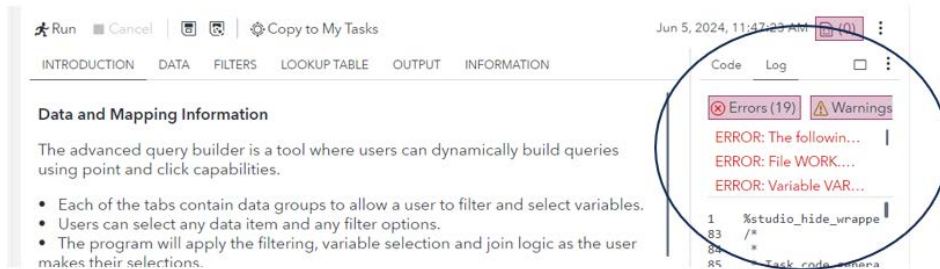 Run Cancel Copy to My Tasks Jun 5, 2024, 11:47:23 AM (0)
INTRODUCTION DATA FILTERS LOOKUP TABLE OUTPUT INFORMATION
Code Log
Data and Mapping Information
The advanced query builder is a tool where users can dynamically build queries
using point and click capabilities.
• Each of the tabs contain data groups to allow a user to filter and select variables.
• Users can select any data item and any filter options.
• The program will apply the filtering, variable selection and join logic as the user
makes their selections.
Errors (19) Warnings
ERROR: The followin...
ERROR: File WORK....
ERROR: Variable VAR...
1 %studio_hide_wrappe
83 /*
84 *
85 * Task code genera